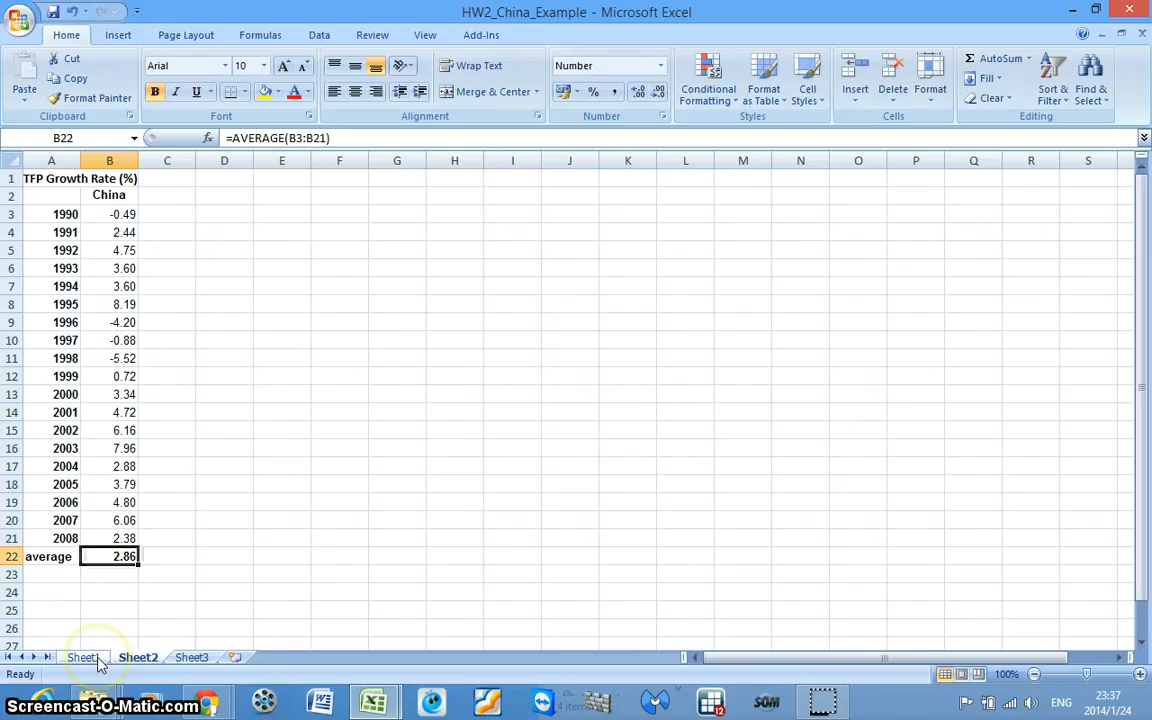 HW2_China_Example - Microsoft Excel
Home Insert Page Layout Formulas Data Review View Add-Ins
Paste
Cut
Copy
Format Painter
Clipboard
Arial 10
B I U A
Font
Wrap Text
Merge & Center
Alignment
Number
% ,
Number
Conditional Formatting
Format as Table
Cell Styles
Styles
Insert Delete Format
Cells
Σ AutoSum
Fill
Clear
Sort & Filter
Find & Select
Editing
B22 fx =AVERAGE(B3:B21)
A B C D E F G H I J K L M N O P Q R S
1 TFP Growth Rate (%)
2 China
3 1990 -0.49
4 1991 2.44
5 1992 4.75
6 1993 3.60
7 1994 3.60
8 1995 8.19
9 1996 -4.20
10 1997 -0.88
11 1998 -5.52
12 1999 0.72
13 2000 3.34
14 2001 4.72
15 2002 6.16
16 2003 7.96
17 2004 2.88
18 2005 3.79
19 2006 4.80
20 2007 6.06
21 2008 2.38
22 average 2.86
23
24
25
26
27
Sheet1 Sheet2 Sheet3
Ready 100%
Screencast-O-Matic.com
4 items
12
SOM
ENG
23:37
2014/1/24